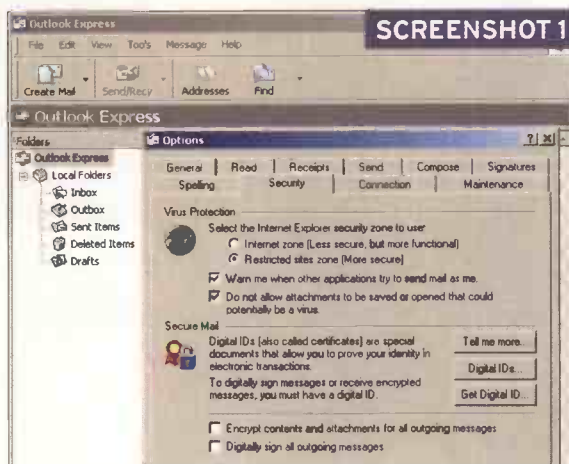 Outlook Express
SCREENSHOT 1
File Edit View Tools Message Help
Create Mail Send/Recv Addresses Find
Outlook Express
Folders
Outlook Express
Local Folders
Inbox
Outbox
Sent Items
Deleted Items
Drafts
Options
General Read Receipts Send Compose Signatures
Spelling Security Connection Maintenance
Virus Protection
Select the Internet Explorer security zone to user
Internet zone (Less secure, but more functional)
Restricted sites zone (More secure)
Warn me when other applications try to send mail as me.
Do not allow attachments to be saved or opened that could
potentially be a virus.
Secure Mail
Digital IDs (also called certificates) are special
documents that allow you to prove your identity in
electronic transactions.
To digitally sign messages or receive encrypted
messages, you must have a digital ID.
Tell me more...
Digital IDs...
Get Digital ID...
Encrypt contents and attachments for all outgoing messages
Digitally sign all outgoing messages